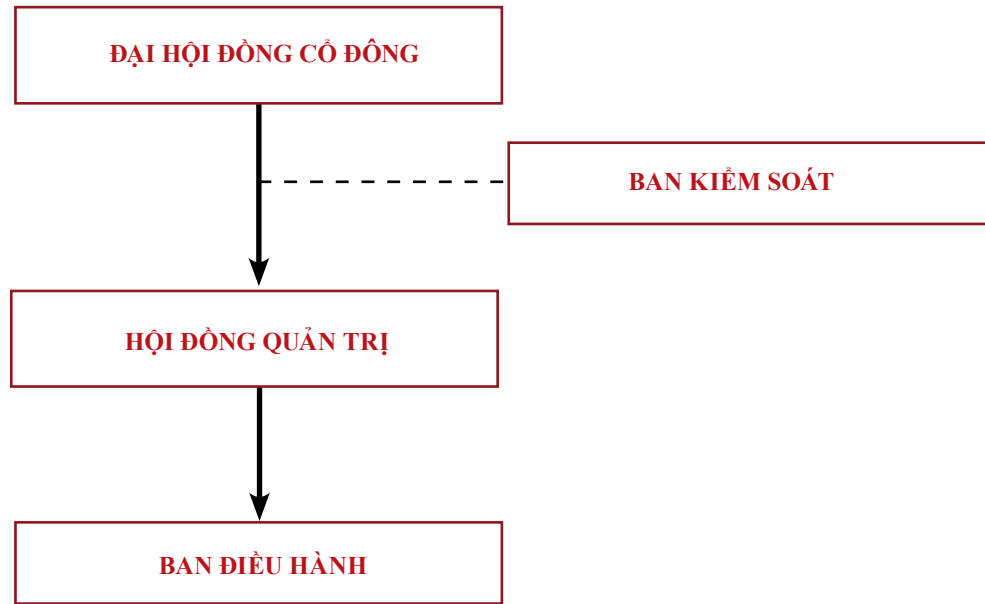 ĐẠI HỘI ĐỒNG CỔ ĐÔNG
BAN KIỂM SOÁT
HỘI ĐỒNG QUẢN TRỊ
BAN ĐIỀU HÀNH